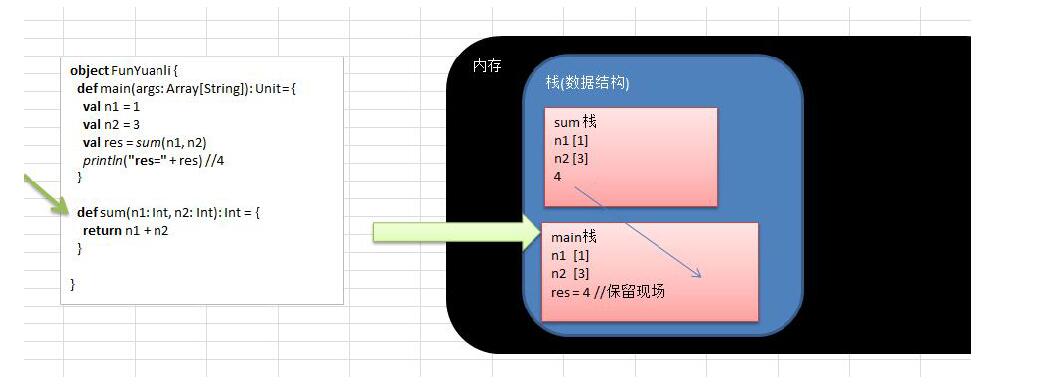 object FunYuanli {
def main(args: Array[String]): Unit= {
val n1 = 1
val n2 = 3
val res = sum(n1, n2)
println("res=" + res) //4
}
def sum(n1: Int, n2: Int): Int = {
return n1 + n2
}
}
内存
栈(数据结构)
sum 栈
n1 [1]
n2 [3]
4
main栈
n1 [1]
n2 [3]
res = 4 //保留现场